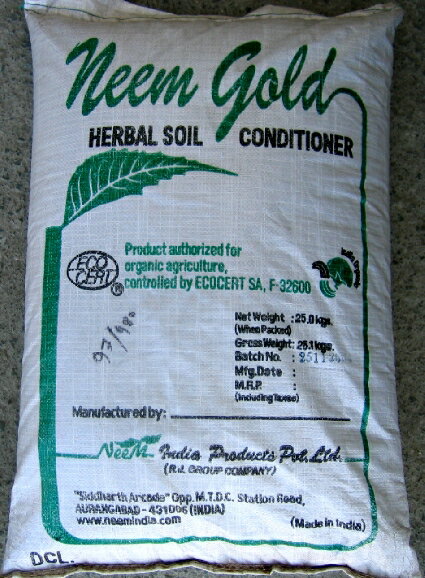 Neem Gold
HERBAL SOIL CONDITIONER
ECO
CERT
®
Product authorized for
organic agriculture,
controlled by ECOCERT SA, F-32600
Net Weight : 25.0 kgs.
(When Packed)
Gross Weight: 25.1 kgs.
Batch No. :
Mfg.Date :
M.R.P. :
(Including Taxes)
97/980
Manufactured by:
NeeM India Products Pvt. Ltd.
(R.J. GROUP COMPANY)
"Siddharth Arcade" Opp. M.T.D.C. Station Road,
AURANGABAD - 431005 (INDIA)
www.neemindia.com
(Made in India)
DCL.